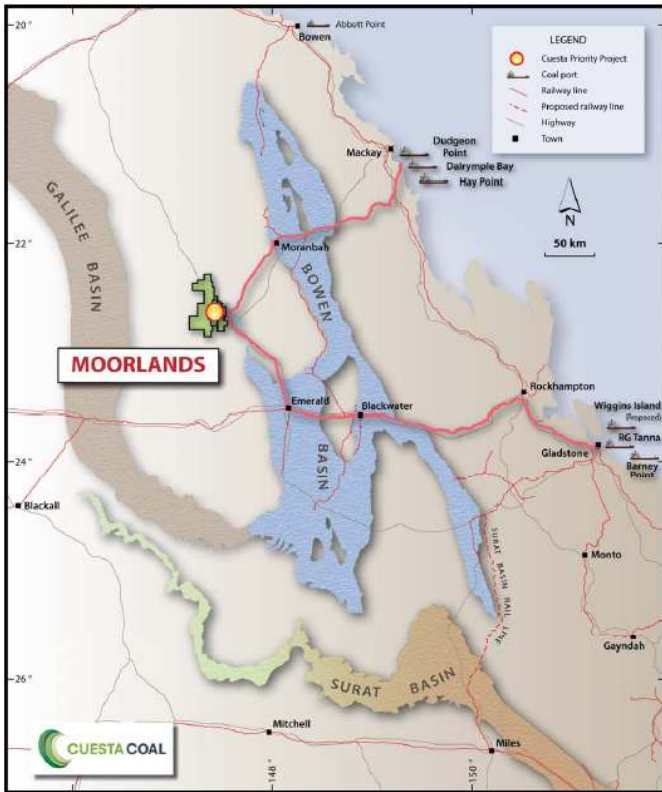 20°
Abbott Point
Bowen
LEGEND
Cuesta Priority Project
Coal port
Railway line
Proposed railway line
Highway
Town
Mackay
Dudgeon
Point
Dalrymple Bay
Hay Point
GALILEE BASIN
22°
Moranbah
N
50 km
BOWEN
BASIN
MOORLANDS
Rockhampton
Emerald
Blackwater
Wiggins Island
Proposed
RG Tanna
Gladstone
Barney
Point
24°
Blackall
SURAT BASIN RAIL LINE
Monto
Gayndah
26°
SURAT BASIN
Mitchell
Miles
CUESTA COAL
148°
150°